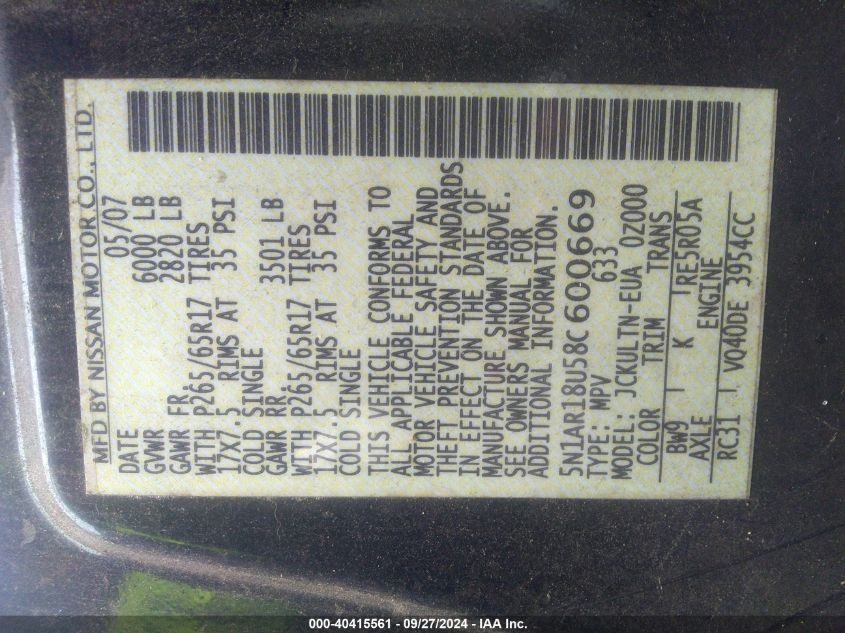 MFD BY NISSAN MOTOR CO., LTD.
DATE 05/07
GVWR 6000 LB
GAWR FR 2820 LB
WITH P265/65R17 TIRES
17X7.5 RIMS AT 35 PSI
COLD SINGLE
GAWR RR 3501 LB
WITH P265/65R17 TIRES
17X7.5 RIMS AT 35 PSI
COLD SINGLE
THIS VEHICLE CONFORMS TO
ALL APPLICABLE FEDERAL
MOTOR VEHICLE SAFETY AND
THEFT PREVENTION STANDARDS
IN EFFECT ON THE DATE OF
MANUFACTURE SHOWN ABOVE.
SEE OWNERS MANUAL FOR
ADDITIONAL INFORMATION.
5N1AR18U58C600669
TYPE: MPV 633
MODEL: JCKULTN-EUA 0Z000
COLOR TRIM TRANS
BW9 K RE5R05A
AXLE ENGINE
RC31 VQ40DE 3954CC
000-40415561 - 09/27/2024 - IAA Inc.